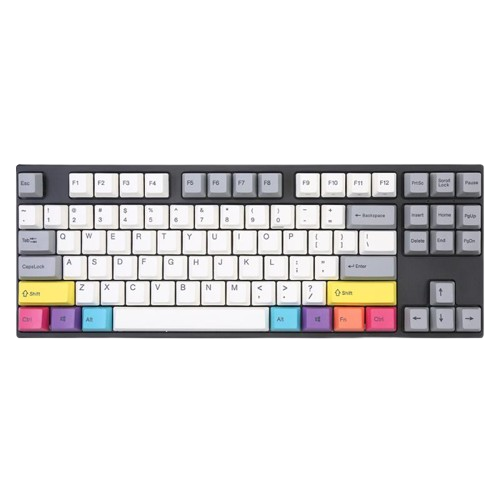 Esc F1 F2 F3 F4 F5 F6 F7 F8 F9 F10 F11 F12 PrtSc Scroll Lock Pause
~ ` ! 1 @ 2 # 3 $ 4 % 5 ^ 6 & 7 * 8 ( 9 ) 0 _ - + = ← Backspace Insert Home PgUp
Tab Q W E R T Y U I O P { [ } ] | \ Delete End PgDn
CapsLock A S D F G H J K L : ; " ' ↵ Enter
⇧ Shift Z X C V B N M < , > . ? / ⇧ Shift ↑
Ctrl Alt Alt Fn Ctrl ← ↓ →